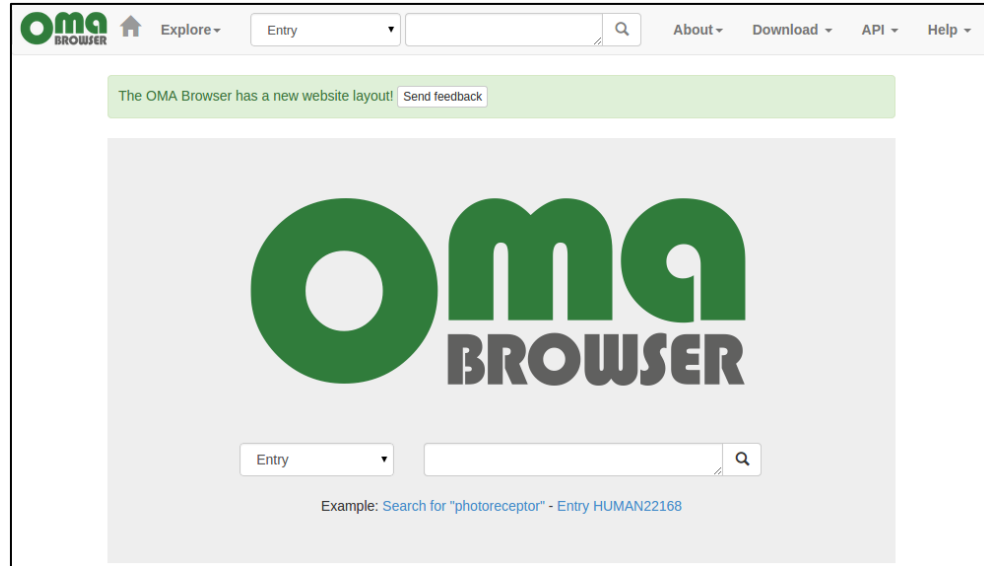 Oma BROWSER Explore Entry About Download API Help
The OMA Browser has a new website layout! Send feedback
Oma
BROWSER
Entry
Example: Search for "photoreceptor" - Entry HUMAN22168